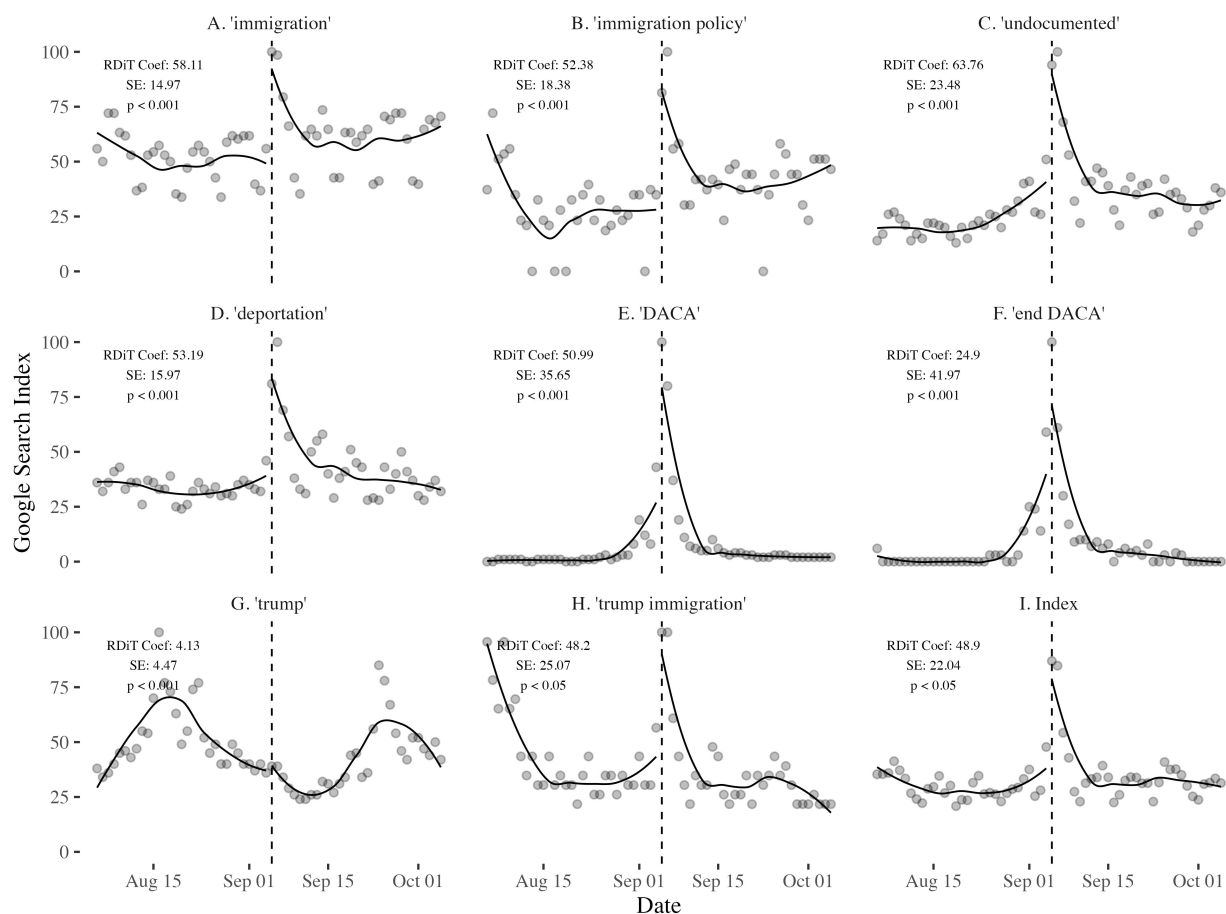 A. 'immigration'
B. 'immigration policy'
C. 'undocumented'
100
75
50
25
0
RDiT Coef: 58.11
SE: 14.97
p < 0.001
RDiT Coef: 52.38
SE: 18.38
p < 0.001
RDiT Coef: 63.76
SE: 23.48
p < 0.001
D. 'deportation'
E. 'DACA'
F. 'end DACA'
100
75
50
25
0
RDiT Coef: 53.19
SE: 15.97
p < 0.001
RDiT Coef: 50.99
SE: 35.65
p < 0.001
RDiT Coef: 24.9
SE: 41.97
p < 0.001
Google Search Index
G. 'trump'
H. 'trump immigration'
I. Index
100
75
50
25
0
RDiT Coef: 4.13
SE: 4.47
p < 0.001
RDiT Coef: 48.2
SE: 25.07
p < 0.05
RDiT Coef: 48.9
SE: 22.04
p < 0.05
Aug 15 Sep 01 Sep 15 Oct 01
Aug 15 Sep 01 Sep 15 Oct 01
Aug 15 Sep 01 Sep 15 Oct 01
Date